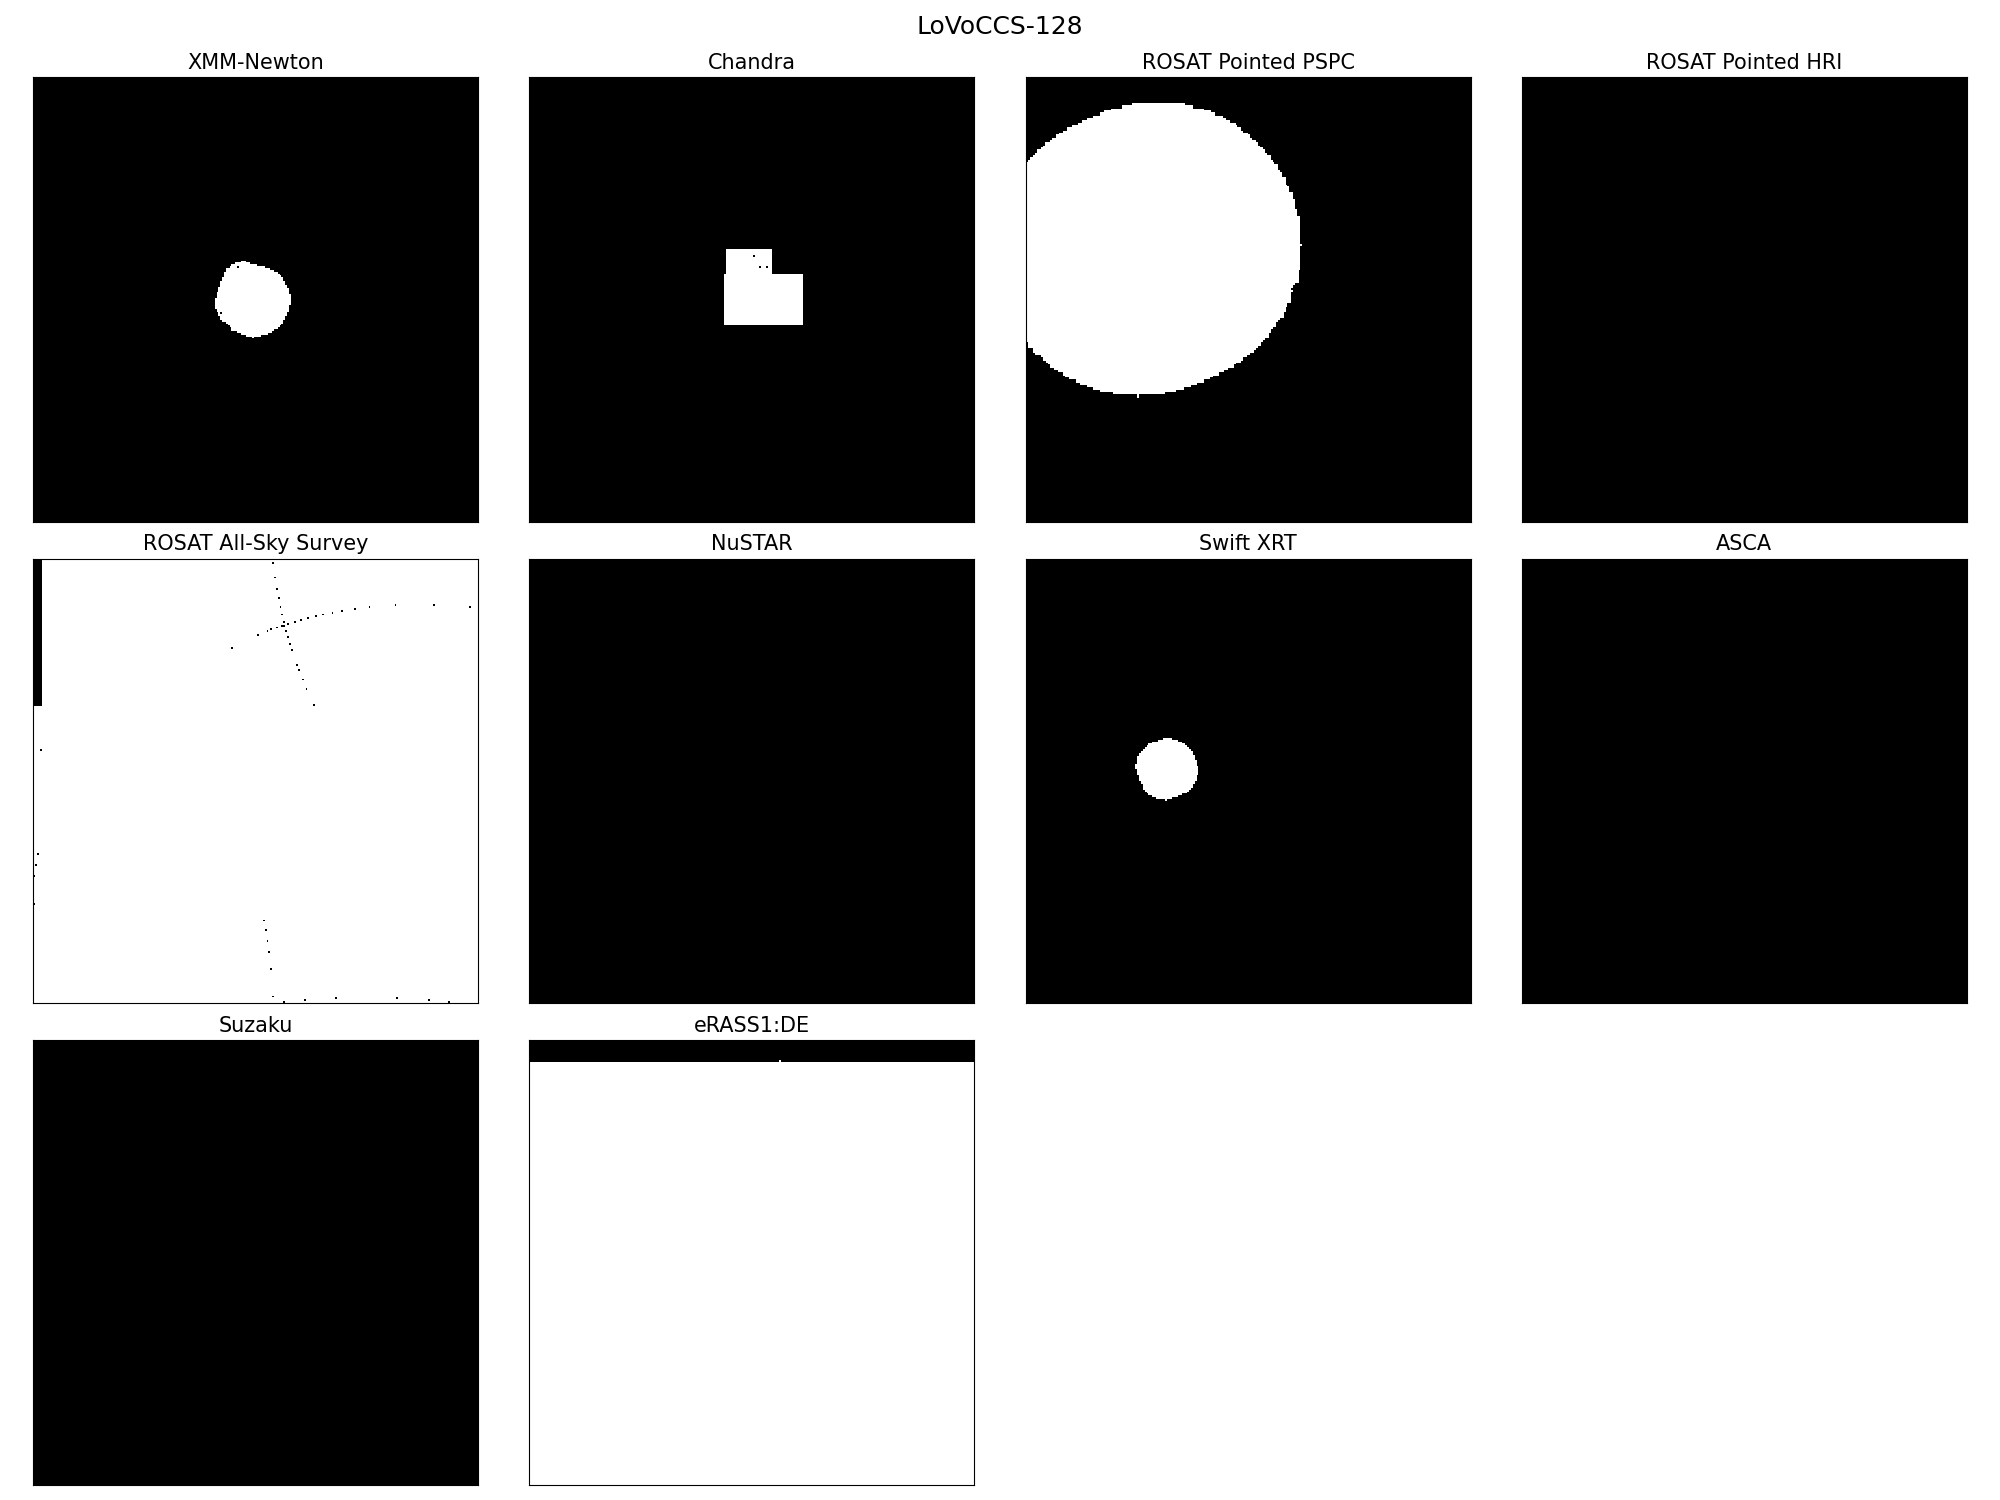 LoVoCCS-128
XMM-Newton
Chandra
ROSAT Pointed PSPC
ROSAT Pointed HRI
ROSAT All-Sky Survey
NuSTAR
Swift XRT
ASCA
Suzaku
eRASS1:DE